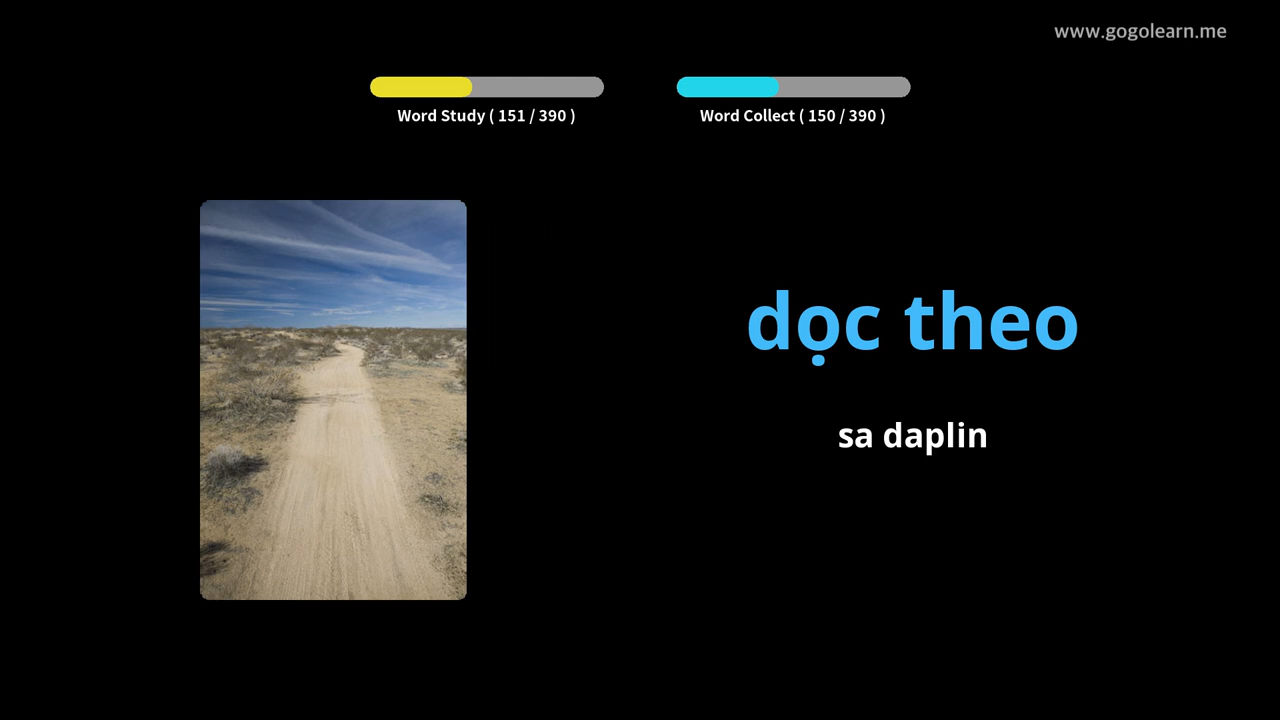 www.gogolearn.me
Word Study ( 151 / 390 )
Word Collect ( 150 / 390 )
dọc theo
sa daplin